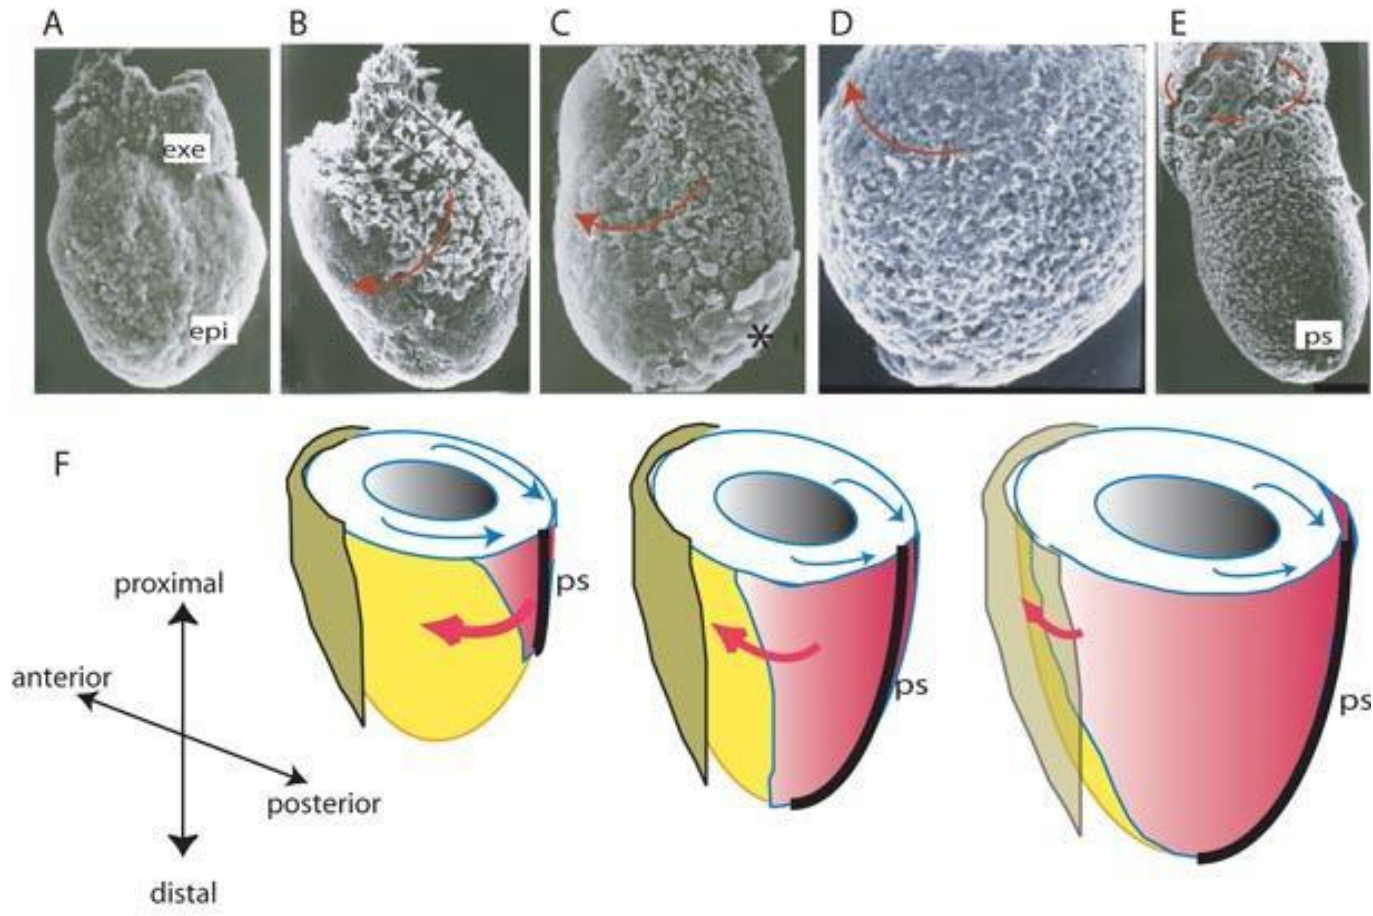 A
B
C
D
E
exe
epi
*
ps
F
ps
ps
ps
proximal
anterior
posterior
distal